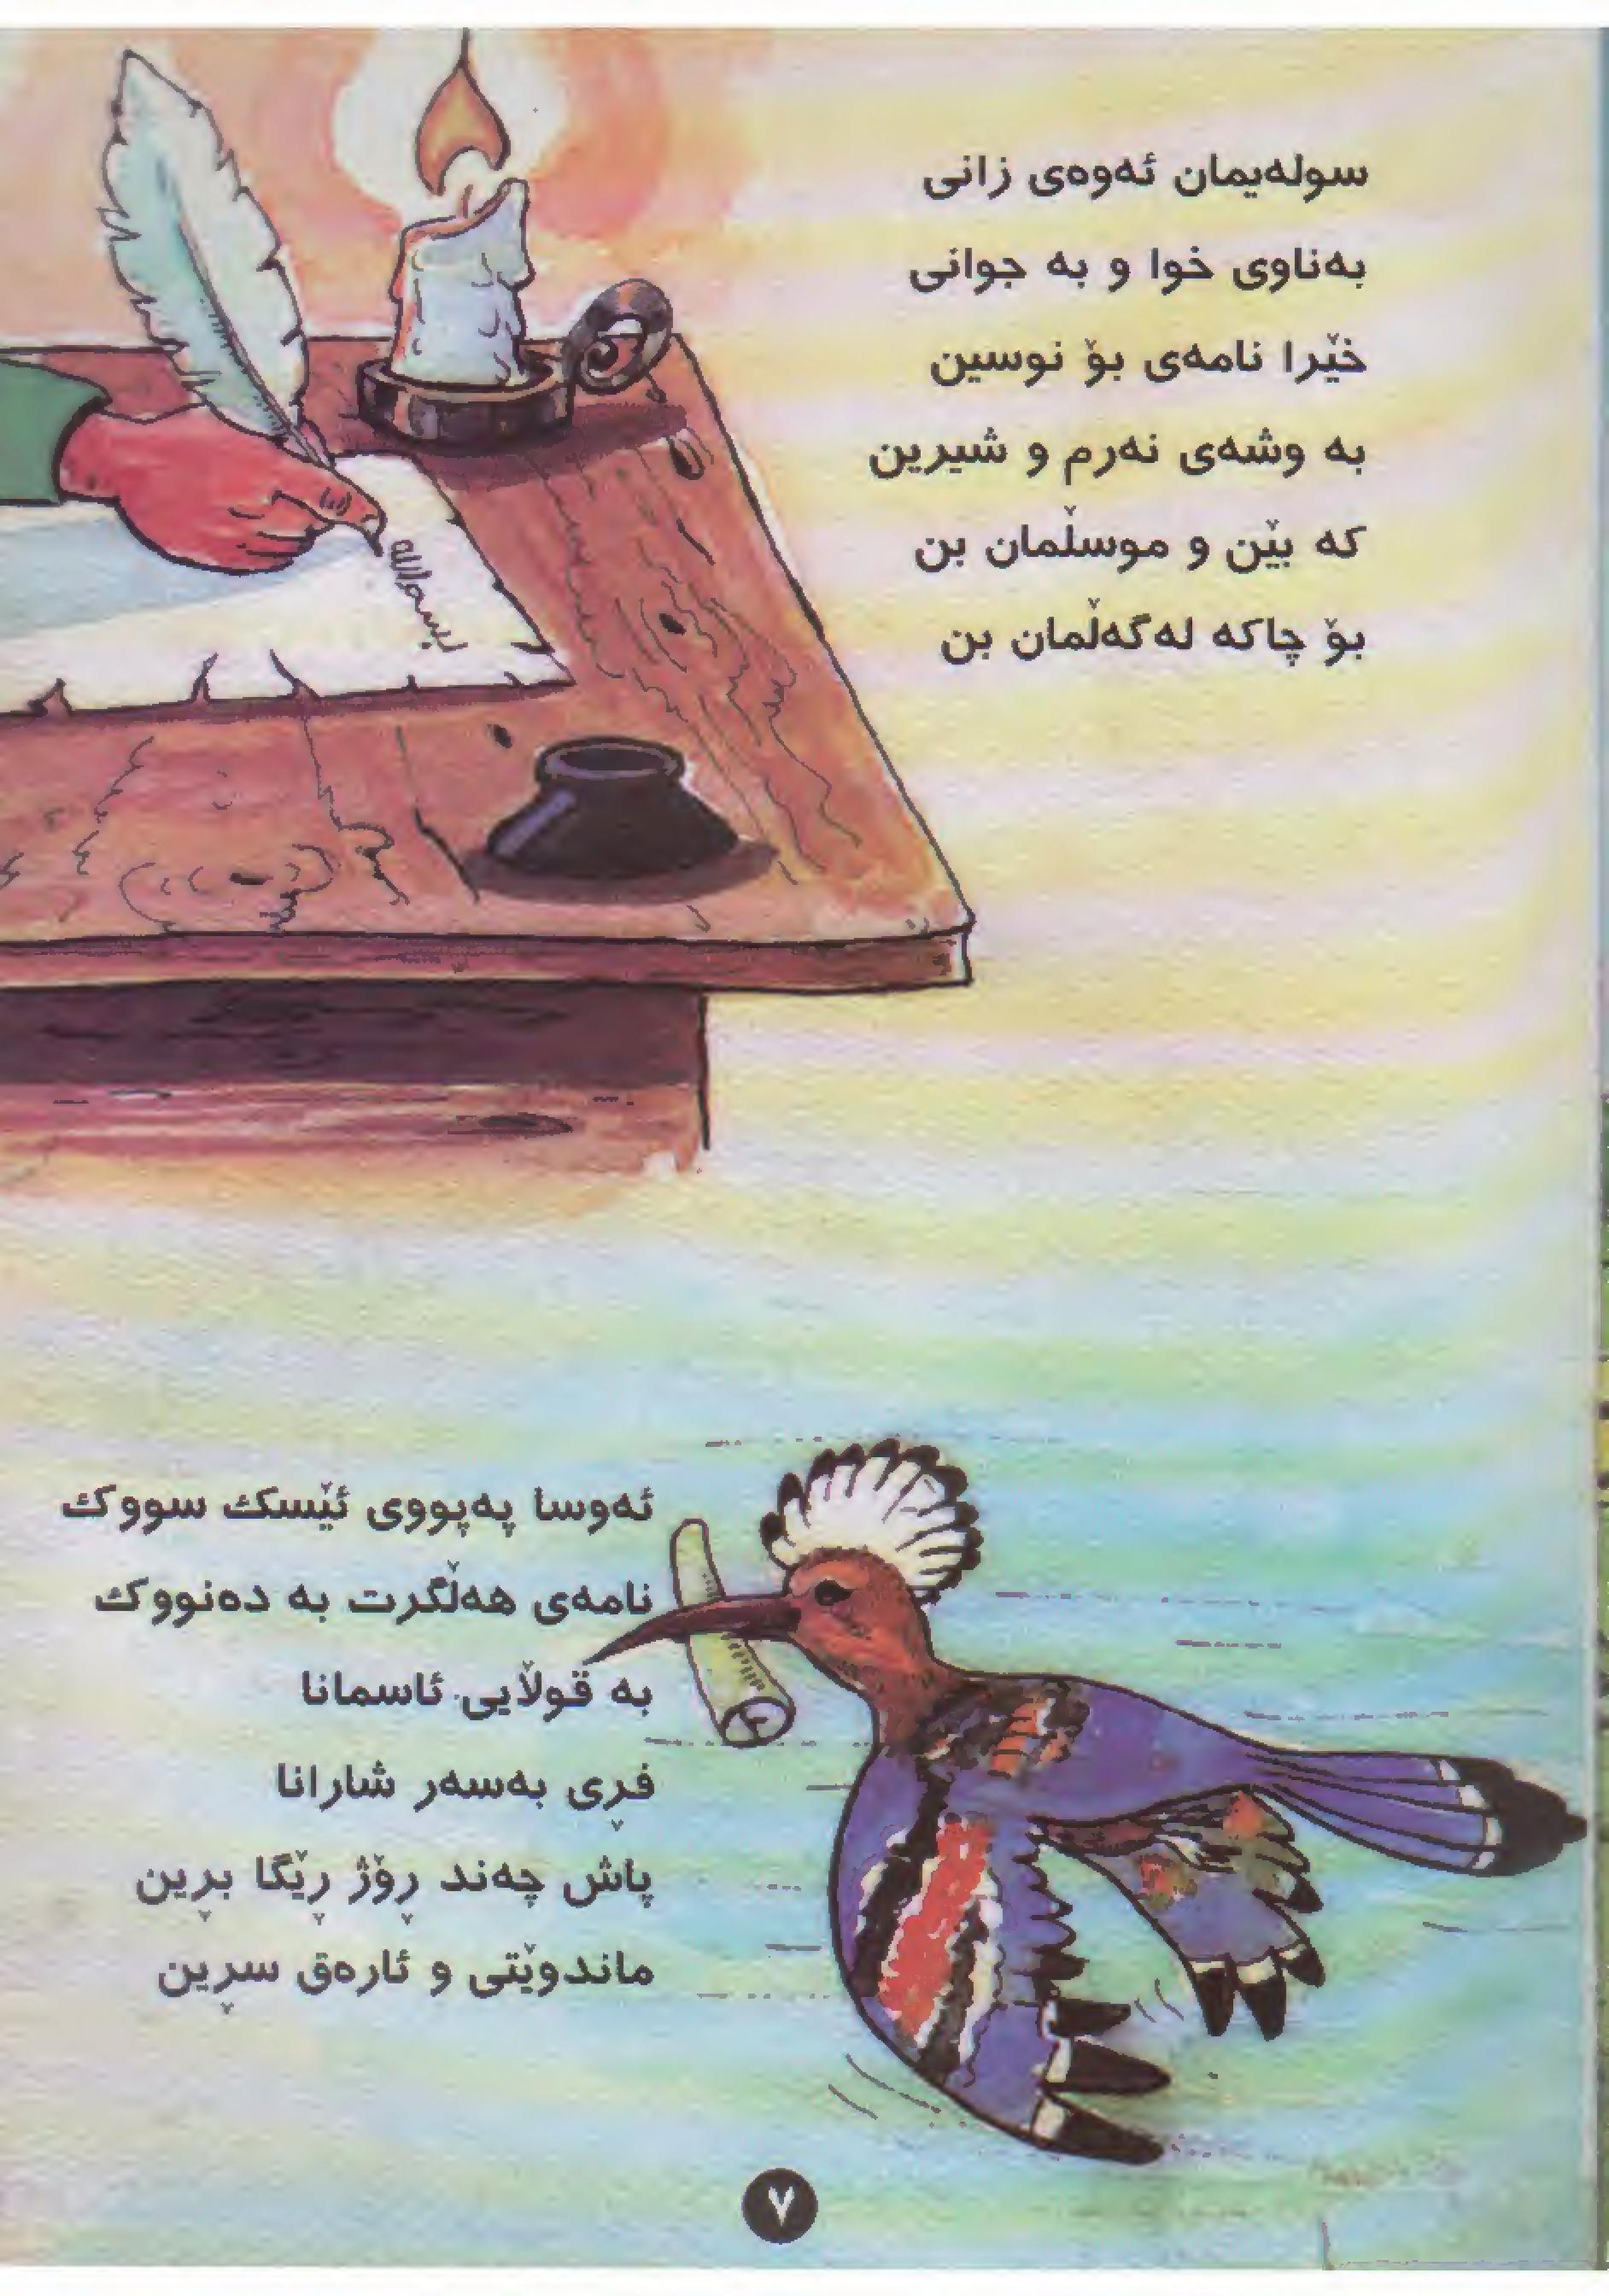 سولەیمان ئەوەی زانی
بەناوی خوا و بە جوانی
خێرا نامەی بۆ نوسین
بە وشەی نەرم و شیرین
کە بێن و موسڵمان بن
بۆ چاکە لەگەڵمان بن
بسم الله
ئەوسا پەپووی ئێسک سووک
نامەی هەڵگرت بە دەنووک
بە قوڵایی ئاسمانا
فڕی بەسەر شارانا
پاش چەند ڕۆژ ڕێگا بڕین
ماندوێتی و ئارەق سڕین
٧